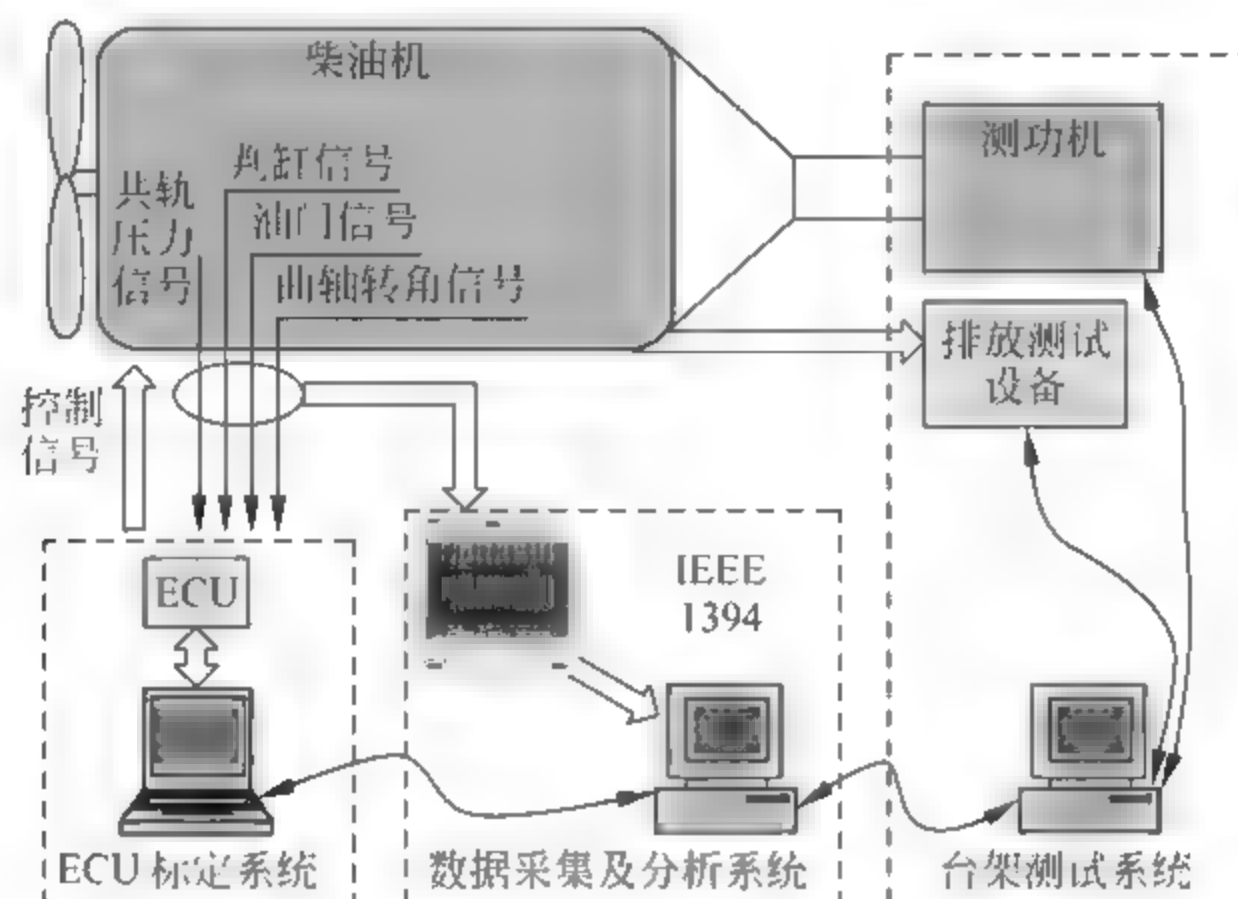 柴油机
测功机
判缸信号
共轨
压力
信号
油门信号
曲轴转角信号
排放测试
设备
控制
信号
ECU
IEEE
1394
ECU 标定系统
数据采集及分析系统
台架测试系统